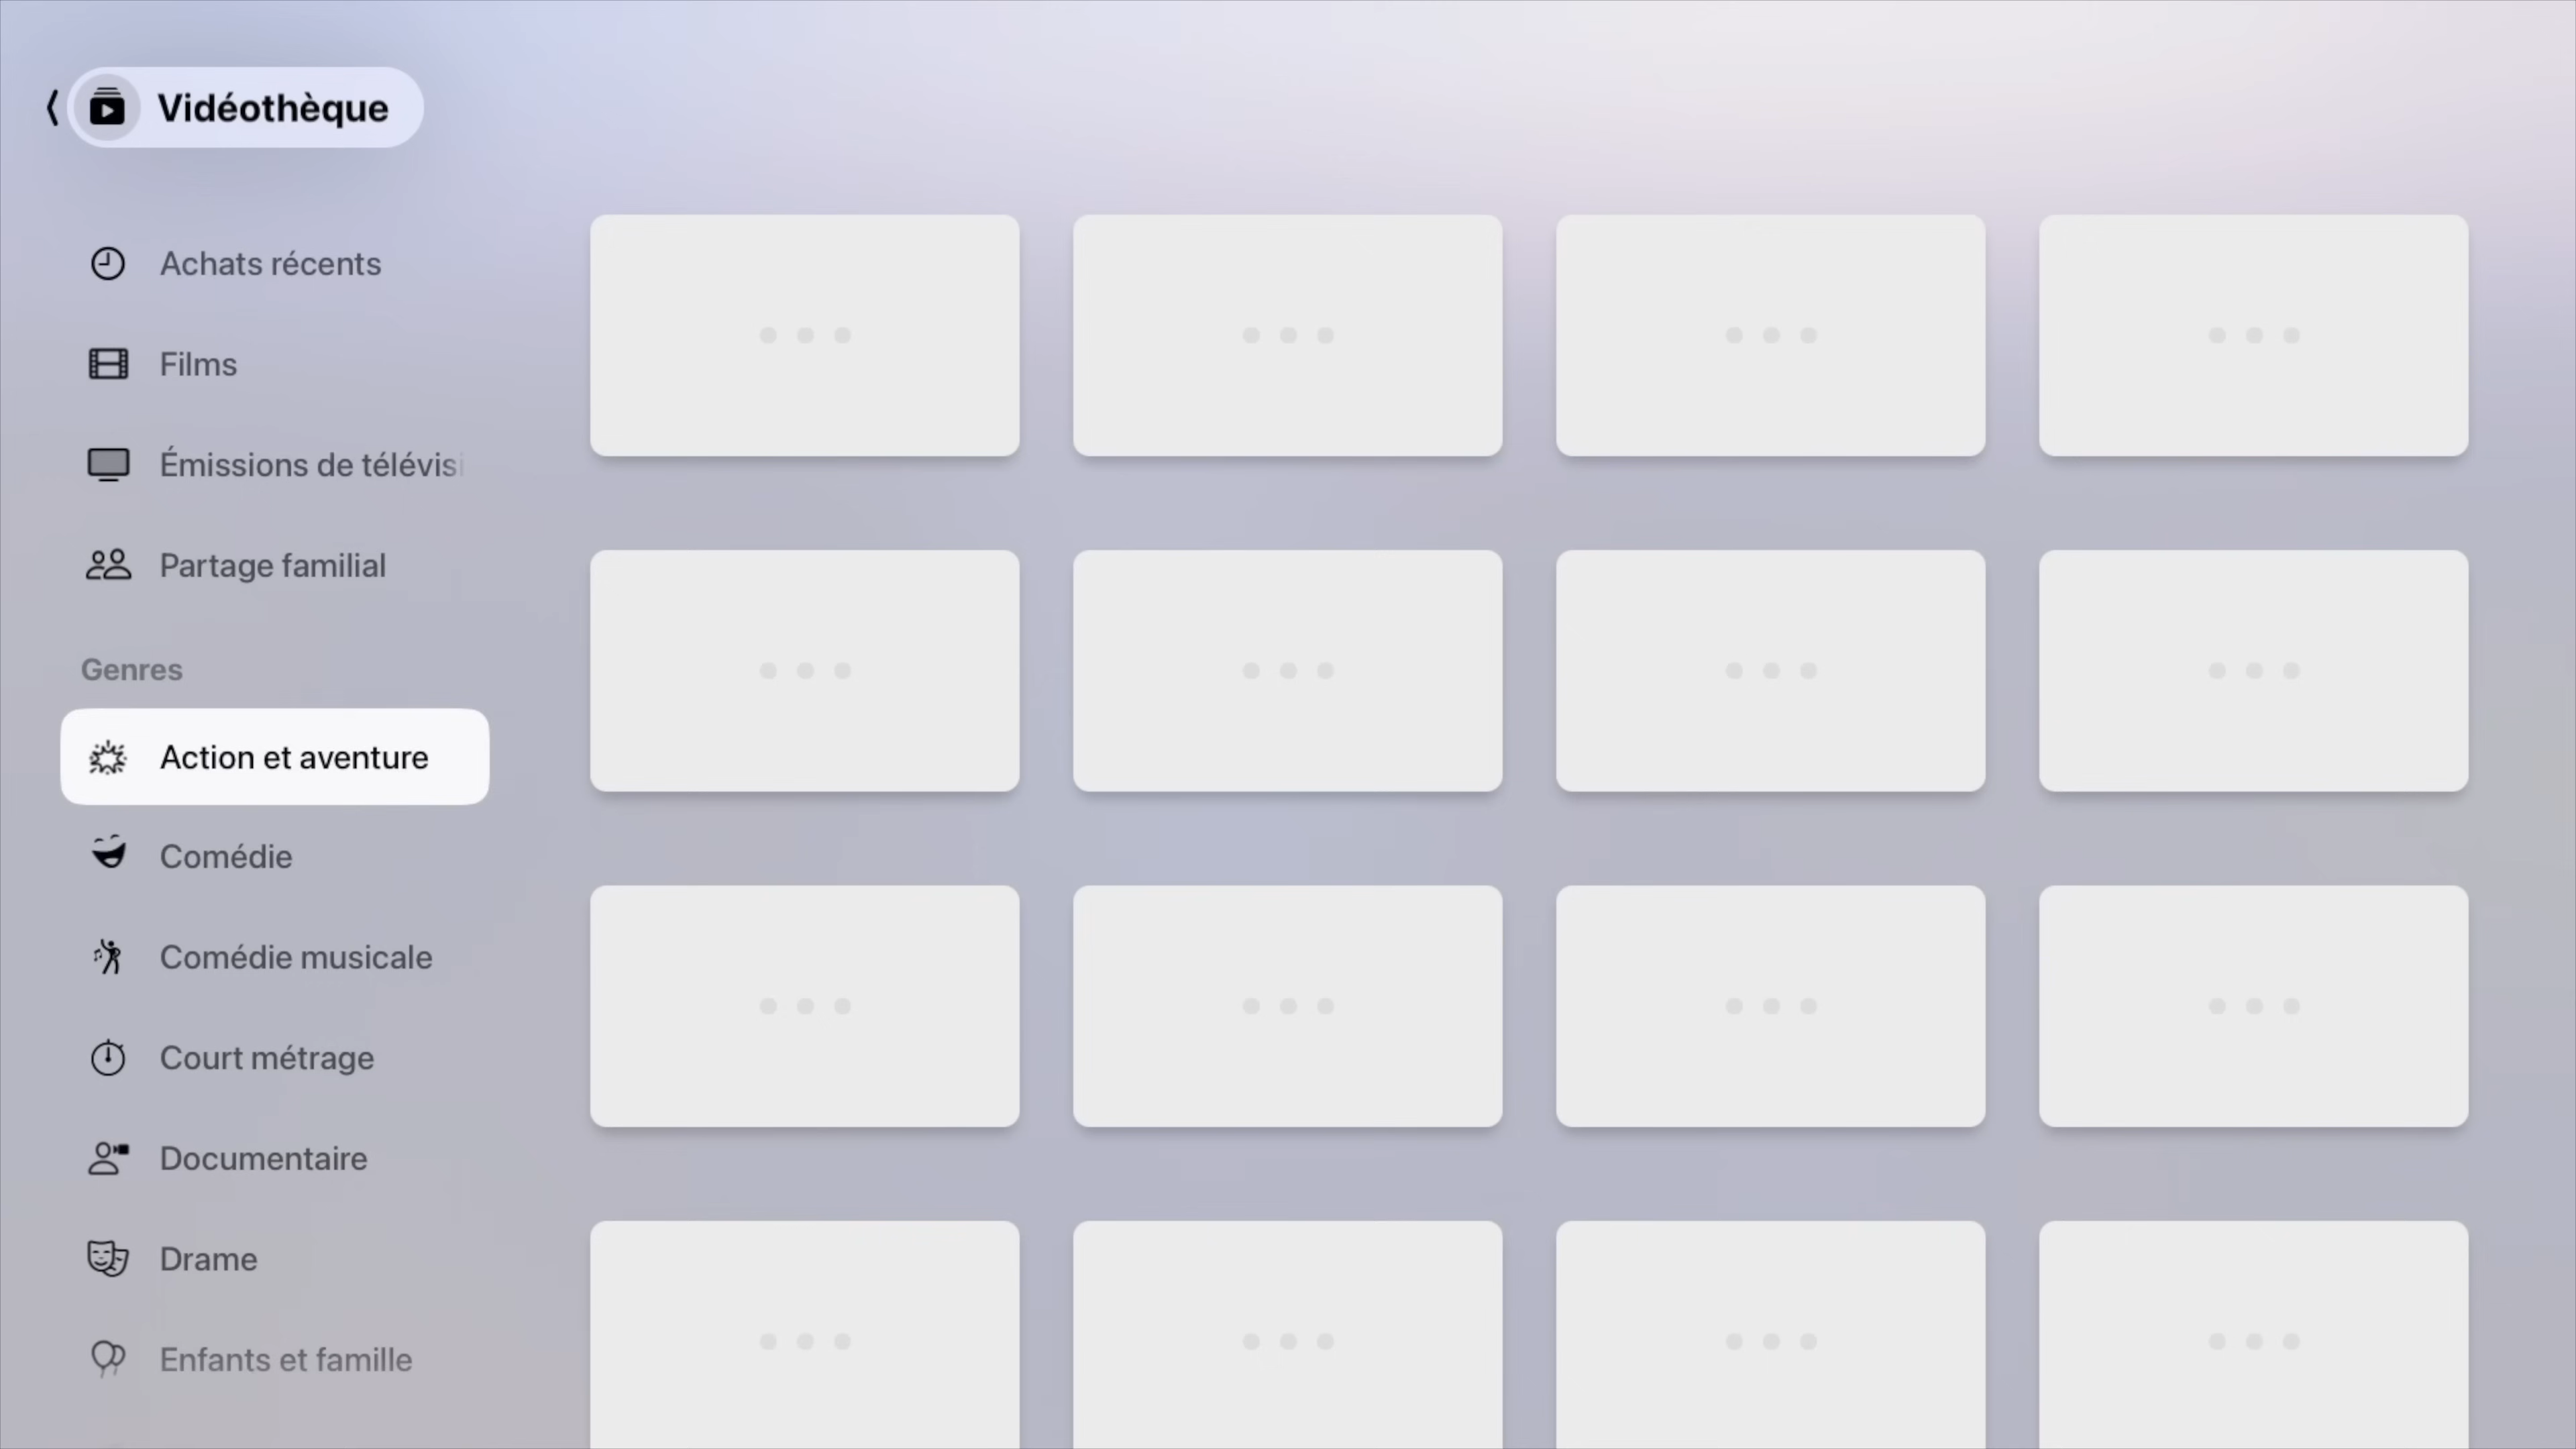 Vidéothèque
Achats récents
Films
Émissions de télévisi
Partage familial
Genres
Action et aventure
Comédie
Comédie musicale
Court métrage
Documentaire
Drame
Enfants et famille